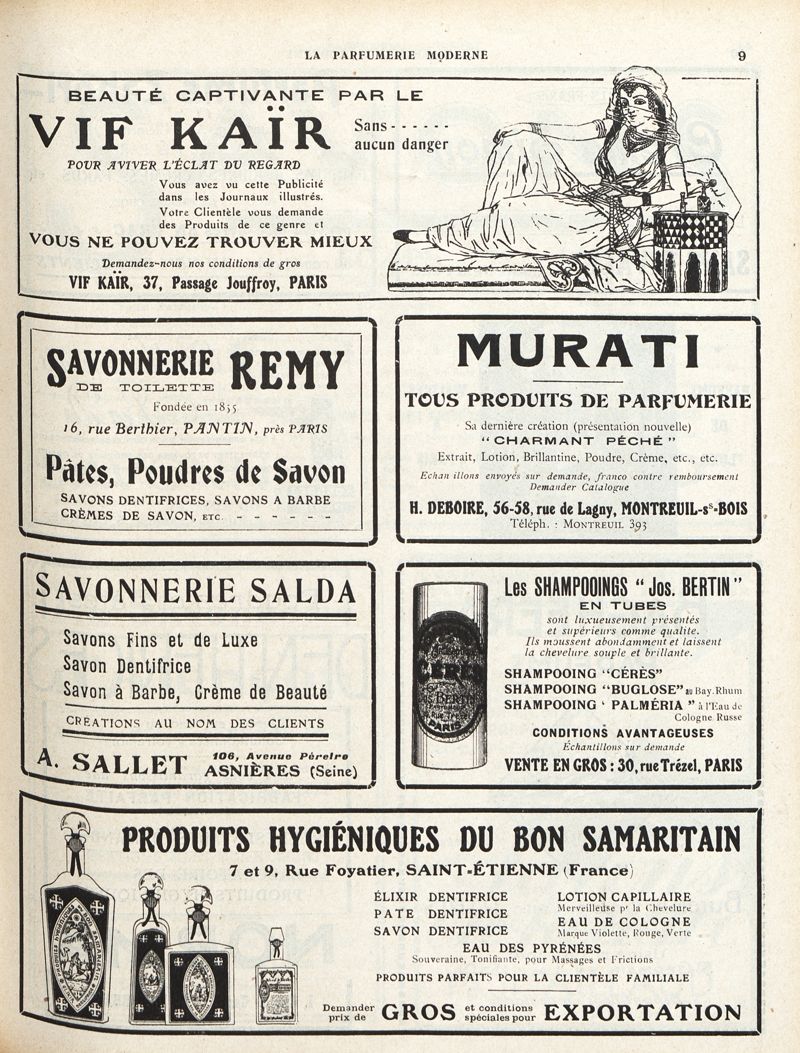 LA PARFUMERIE MODERNE 9
BEAUTÉ CAPTIVANTE PAR LE
VIF KAÏR
Sans - - - - - -
aucun danger
POUR AVIVER L'ÉCLAT DU REGARD
Vous avez vu cette Publicité
dans les Journaux illustrés.
Votre Clientèle vous demande
des Produits de ce genre et
VOUS NE POUVEZ TROUVER MIEUX
Demandez-nous nos conditions de gros
VIF KAÏR, 37, Passage Jouffroy, PARIS
SAVONNERIE REMY
DE TOILETTE
Fondée en 1835
16, rue Berthier, PANTIN, près PARIS
Pâtes, Poudres de Savon
SAVONS DENTIFRICES, SAVONS A BARBE
CRÈMES DE SAVON, ETC. - - - - - -
MURATI
TOUS PRODUITS DE PARFUMERIE
Sa dernière création (présentation nouvelle)
"CHARMANT PÉCHÉ"
Extrait, Lotion, Brillantine, Poudre, Crème, etc., etc.
Echan illons envoyés sur demande, franco contre remboursement
Demander Catalogue
H. DEBOIRE, 56-58, rue de Lagny, MONTREUIL-sˢ-BOIS
Téléph. : MONTREUIL 393
SAVONNERIE SALDA
Savons Fins et de Luxe
Savon Dentifrice
Savon à Barbe, Crème de Beauté
CRÉATIONS AU NOM DES CLIENTS
A. SALLET
106, Avenue Péreire
ASNIÈRES (Seine)
CÉRÈS
BERTIN
PARIS
Les SHAMPOOINGS "Jos. BERTIN"
EN TUBES
sont luxueusement présentés
et supérieurs comme qualite.
Ils moussent abondamment et laissent
la chevelure souple et brillante.
SHAMPOOING "CÉRÈS"
SHAMPOOING "BUGLOSE" au Bay-Rhum
SHAMPOOING ' PALMÉRIA " à l'Eau de
Cologne Russe
CONDITIONS AVANTAGEUSES
Échantillons sur demande
VENTE EN GROS : 30, rue Trézel, PARIS
PRODUITS HYGIÉNIQUES DU BON SAMARITAIN
7 et 9, Rue Foyatier, SAINT-ÉTIENNE (France)
ÉLIXIR DENTIFRICE
PATE DENTIFRICE
SAVON DENTIFRICE
LOTION CAPILLAIRE
Merveilleuse pʳ la Chevelure
EAU DE COLOGNE
Marque Violette, Rouge, Verte
EAU DES PYRÉNÉES
Souveraine, Tonifiante, pour Massages et Frictions
PRODUITS PARFAITS POUR LA CLIENTÈLE FAMILIALE
Demander
prix de GROS et conditions
spéciales pour EXPORTATION